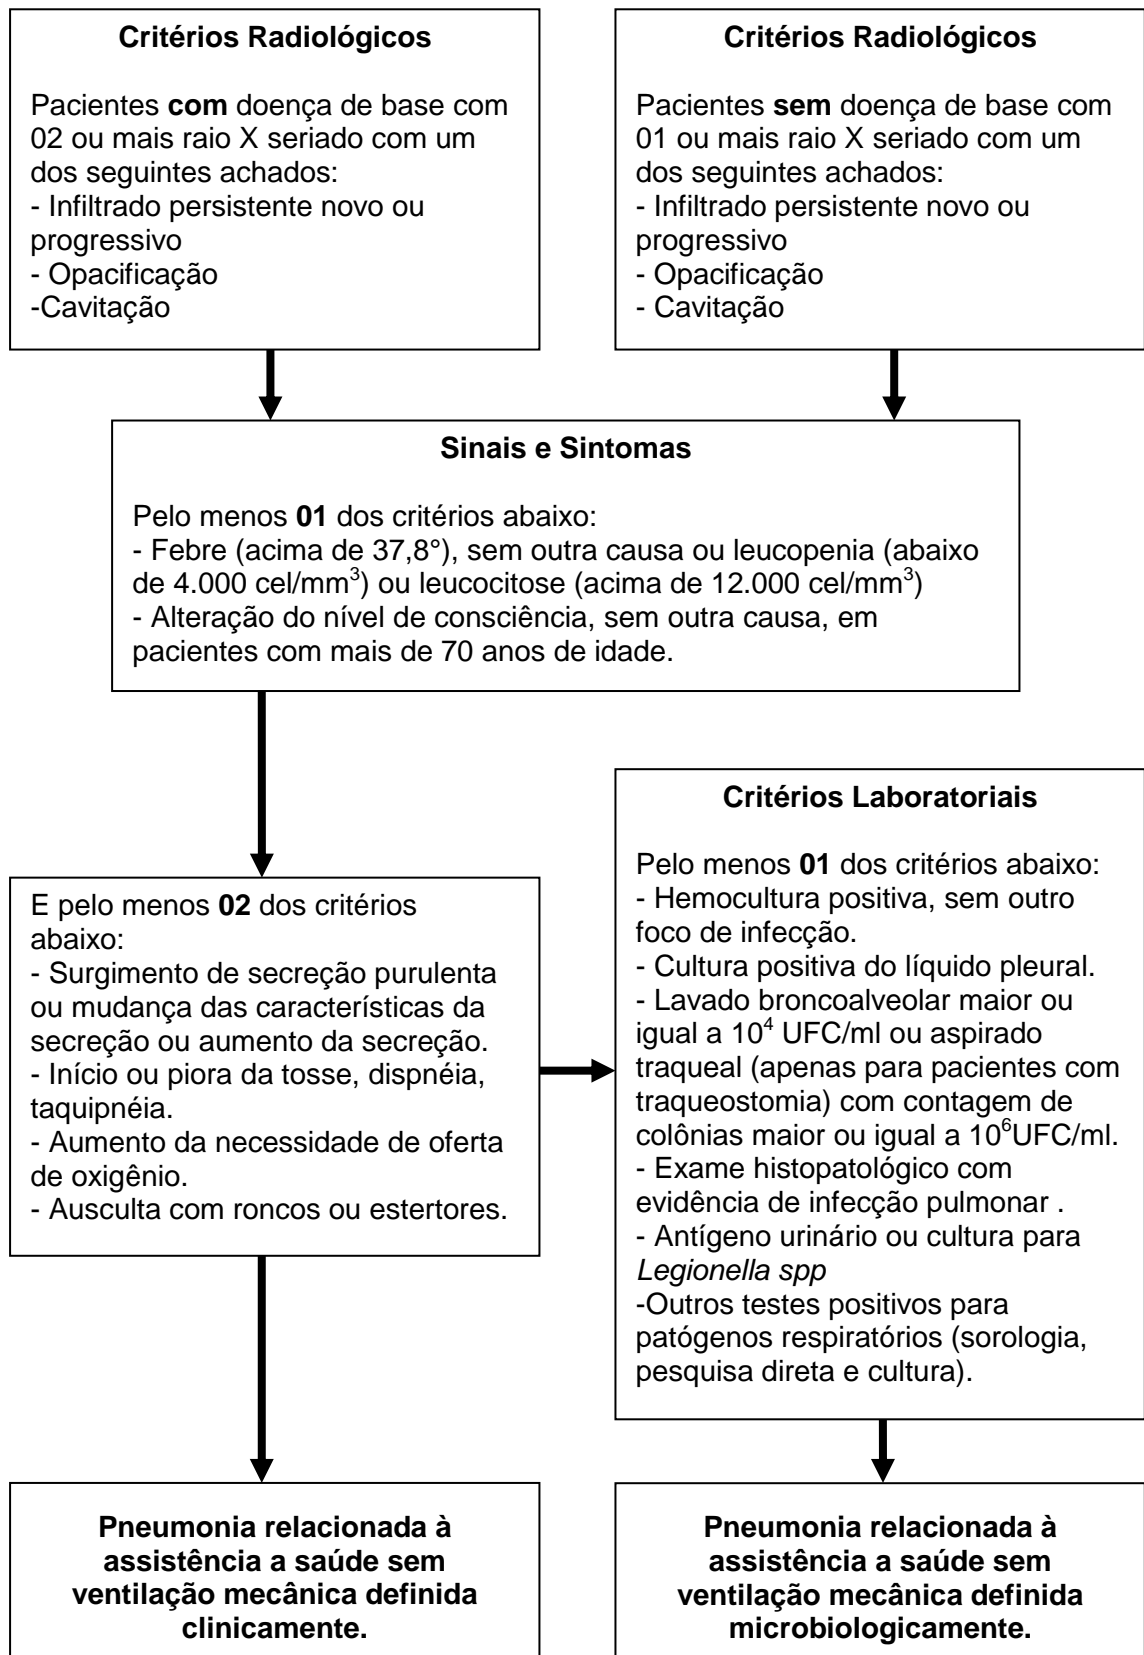 Critérios Radiológicos
Pacientes com doença de base com
02 ou mais raio X seriado com um
dos seguintes achados:
- Infiltrado persistente novo ou
progressivo
- Opacificação
-Cavitação
Critérios Radiológicos
Pacientes sem doença de base com
01 ou mais raio X seriado com um
dos seguintes achados:
- Infiltrado persistente novo ou
progressivo
- Opacificação
- Cavitação
Sinais e Sintomas
Pelo menos 01 dos critérios abaixo:
- Febre (acima de 37,8°), sem outra causa ou leucopenia (abaixo
de 4.000 cel/mm³) ou leucocitose (acima de 12.000 cel/mm³)
- Alteração do nível de consciência, sem outra causa, em
pacientes com mais de 70 anos de idade.
E pelo menos 02 dos critérios
abaixo:
- Surgimento de secreção purulenta
ou mudança das características da
secreção ou aumento da secreção.
- Início ou piora da tosse, dispnéia,
taquipnéia.
- Aumento da necessidade de oferta
de oxigênio.
- Ausculta com roncos ou estertores.
Critérios Laboratoriais
Pelo menos 01 dos critérios abaixo:
- Hemocultura positiva, sem outro
foco de infecção.
- Cultura positiva do líquido pleural.
- Lavado broncoalveolar maior ou
igual a 10⁴ UFC/ml ou aspirado
traqueal (apenas para pacientes com
traqueostomia) com contagem de
colônias maior ou igual a 10⁶UFC/ml.
- Exame histopatológico com
evidência de infecção pulmonar .
- Antígeno urinário ou cultura para
Legionella spp
-Outros testes positivos para
patógenos respiratórios (sorologia,
pesquisa direta e cultura).
Pneumonia relacionada à
assistência a saúde sem
ventilação mecânica definida
clinicamente.
Pneumonia relacionada à
assistência a saúde sem
ventilação mecânica definida
microbiologicamente.